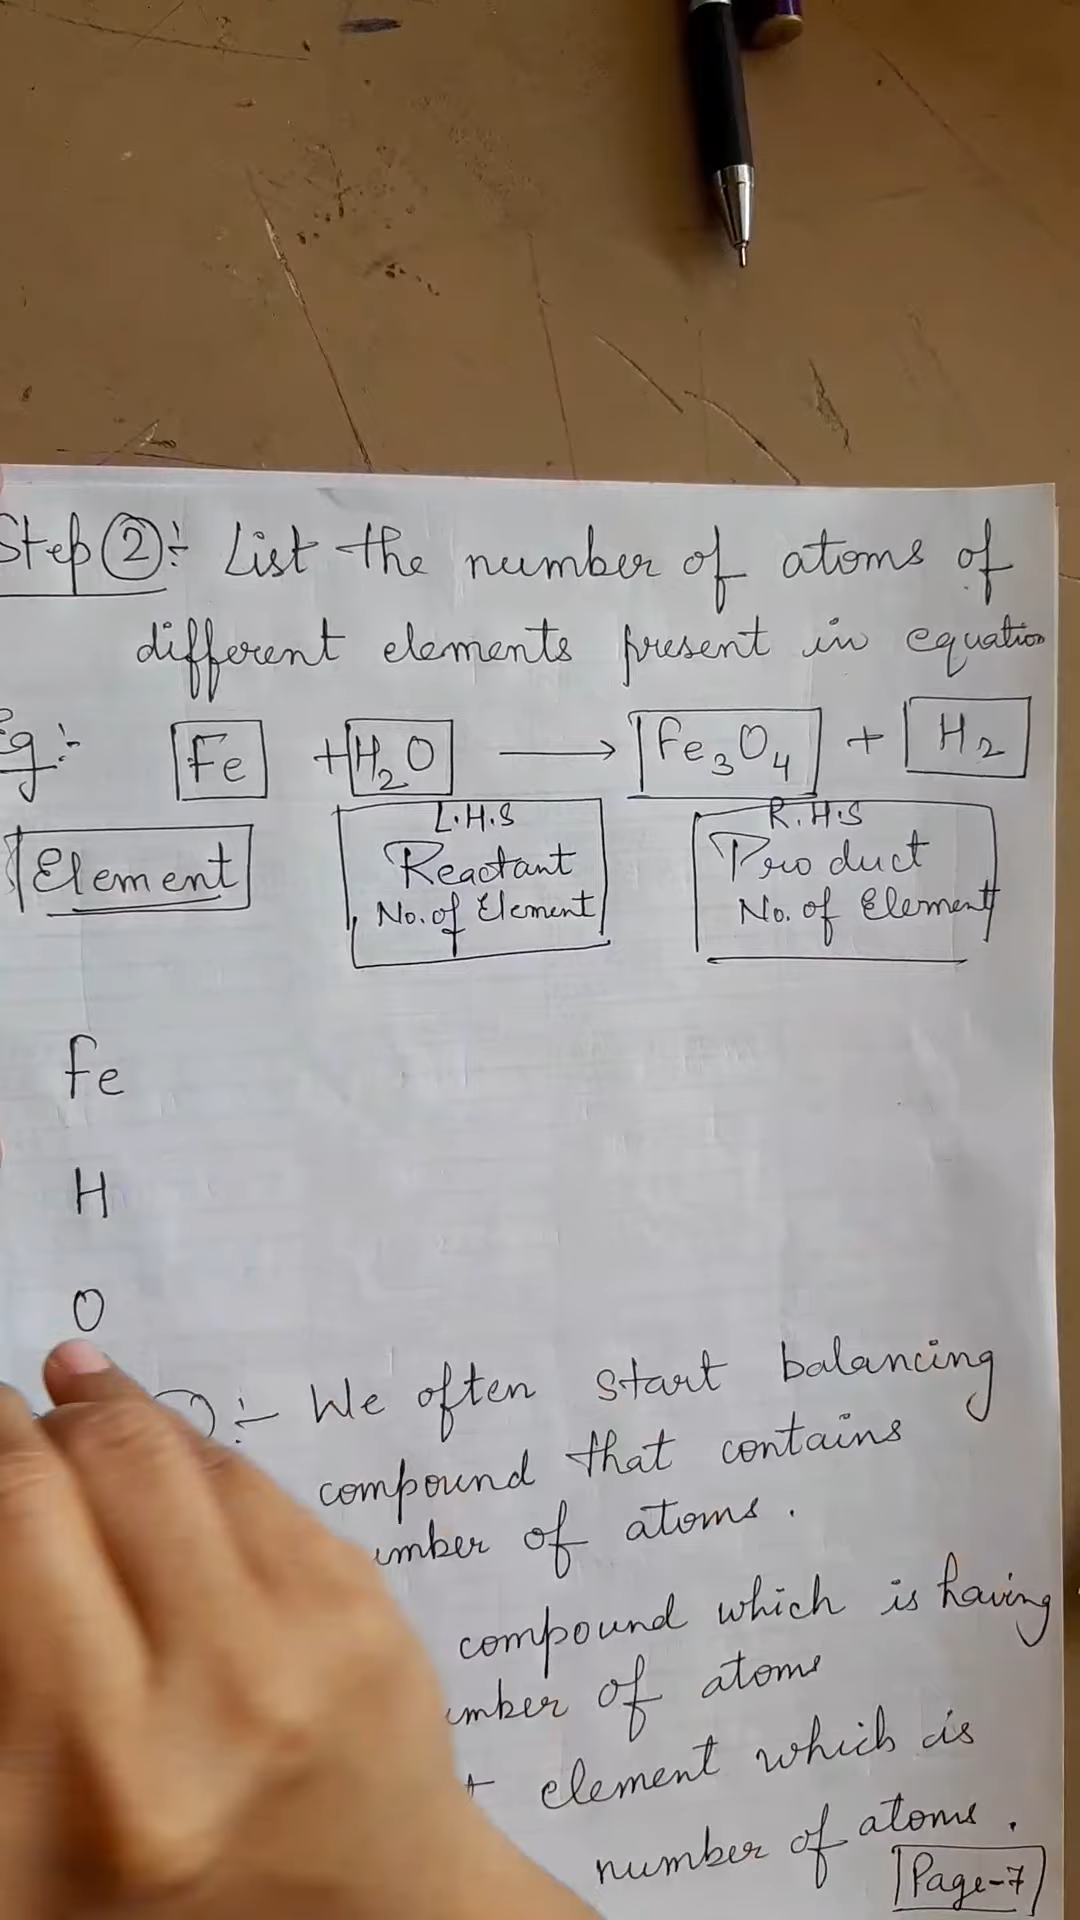 Step ②:- List the number of atoms of
different elements present in equation
Eg:- Fe + H₂O ⟶ Fe₃O₄ + H₂
Element
L.H.S
Reactant
No. of Element
R.H.S
Product
No. of Element
Fe
H
O
:- We often start balancing
compound that contains
of atoms.
compound which is having
of atoms
element which is
number of atoms.
Page-7